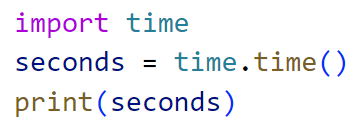 import time
seconds = time.time()
print(seconds)